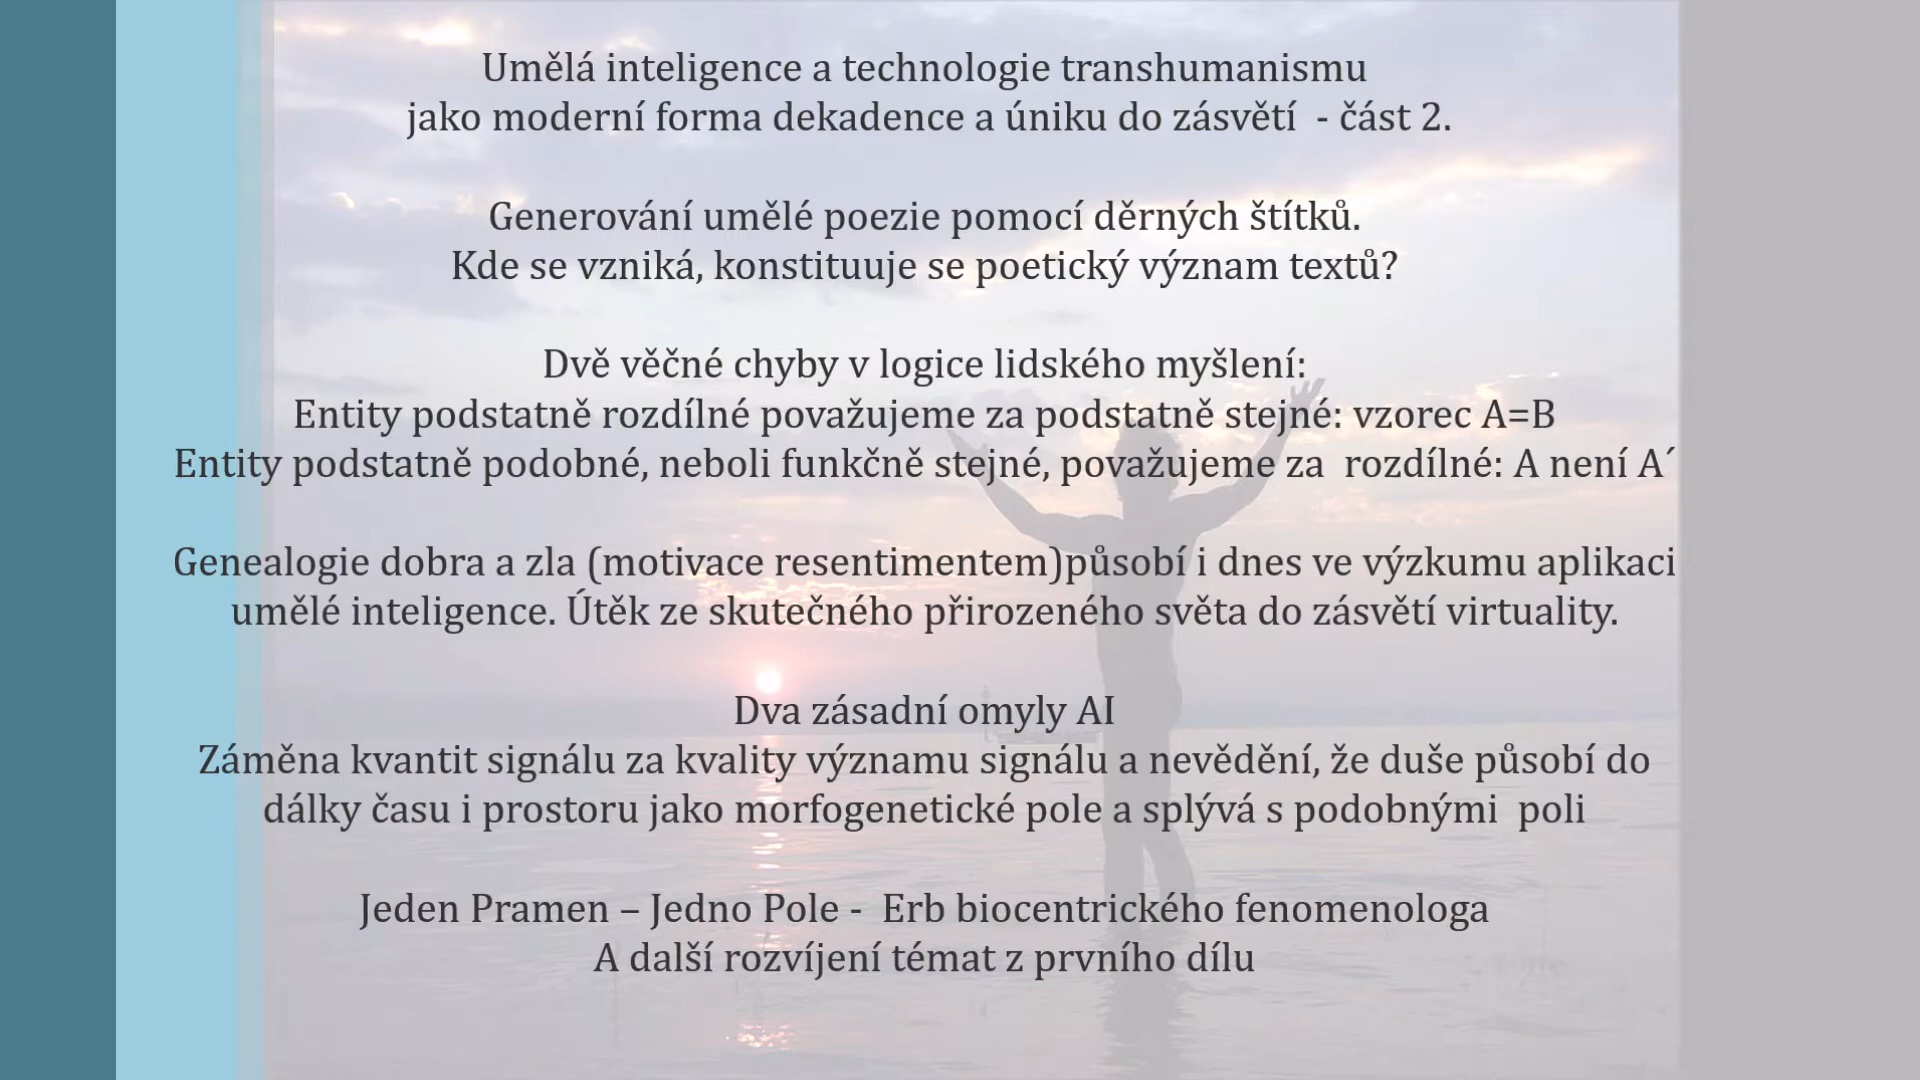 Umělá inteligence a technologie transhumanismu
jako moderní forma dekadence a úniku do zásvětí  - část 2.
Generování umělé poezie pomocí děrných štítků.
Kde se vzniká, konstituuje se poetický význam textů?
Dvě věčné chyby v logice lidského myšlení:
Entity podstatně rozdílné považujeme za podstatně stejné: vzorec A=B
Entity podstatně podobné, neboli funkčně stejné, považujeme za  rozdílné: A není A´
Genealogie dobra a zla (motivace resentimentem)působí i dnes ve výzkumu aplikaci
umělé inteligence. Útěk ze skutečného přirozeného světa do zásvětí virtuality.
Dva zásadní omyly AI
Záměna kvantit signálu za kvality významu signálu a nevědění, že duše působí do
dálky času i prostoru jako morfogenetické pole a splývá s podobnými  poli
Jeden Pramen – Jedno Pole -  Erb biocentrického fenomenologa
A další rozvíjení témat z prvního dílu